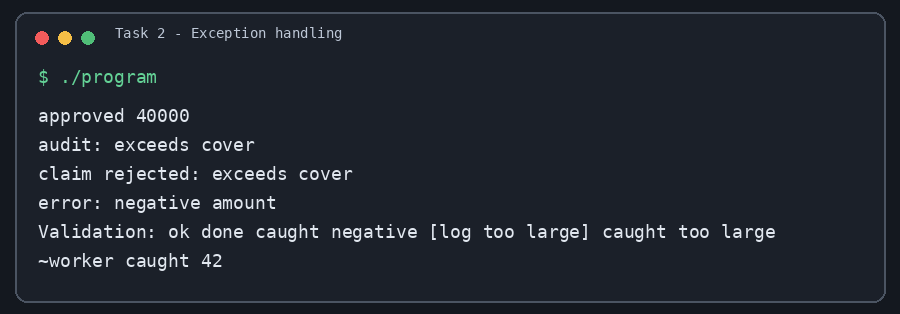 Task 2 - Exception handling
$ ./program
approved 40000
audit: exceeds cover
claim rejected: exceeds cover
error: negative amount
Validation: ok done caught negative [log too large] caught too large
~worker caught 42